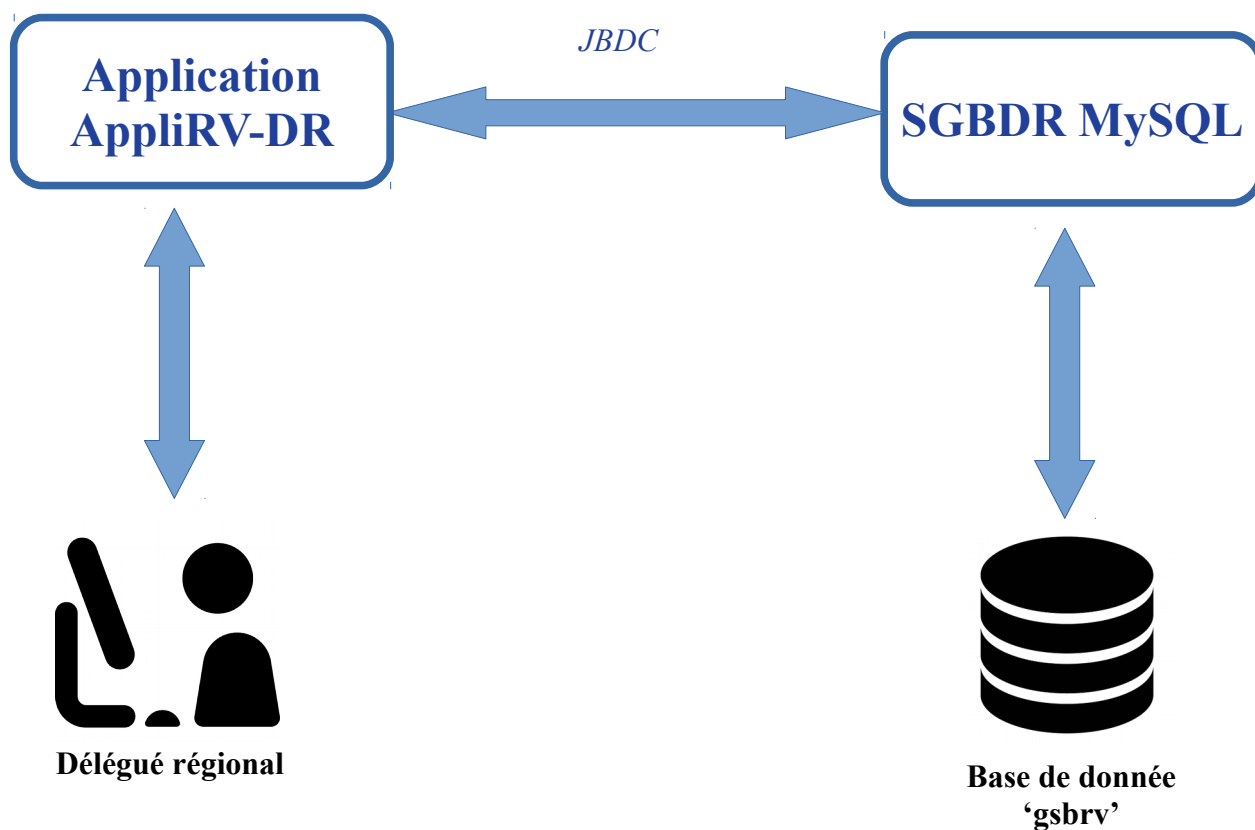 JBDC
Application
AppliRV-DR
SGBDR MySQL
Délégué régional
Base de donnée
‘gsbrv’